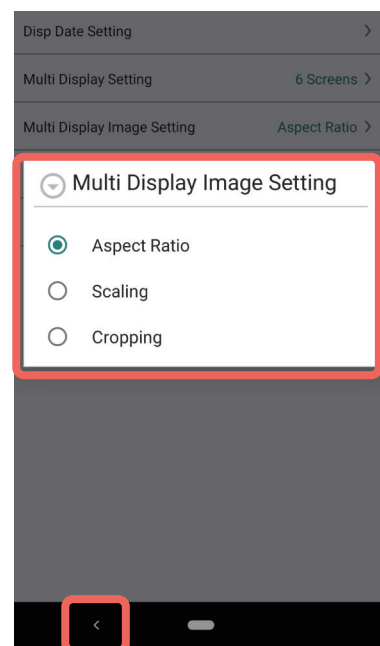 Disp Date Setting
Multi Display Setting 6 Screens
Multi Display Image Setting Aspect Ratio
Multi Display Image Setting
Aspect Ratio
Scaling
Cropping